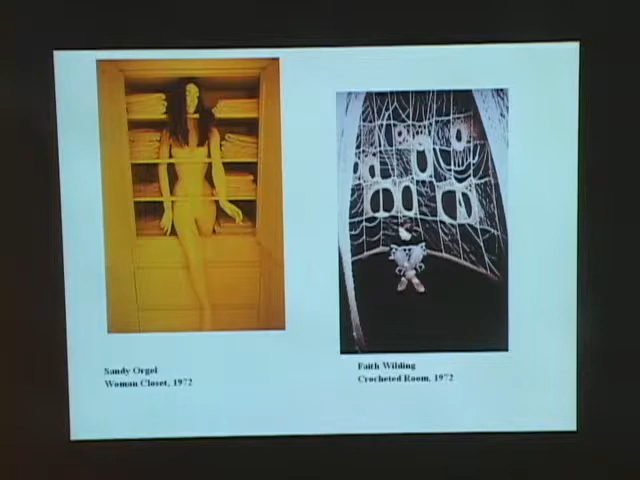 Sandy Orgel
Woman Closet, 1972
Faith Wilding
Crocheted Room, 1972